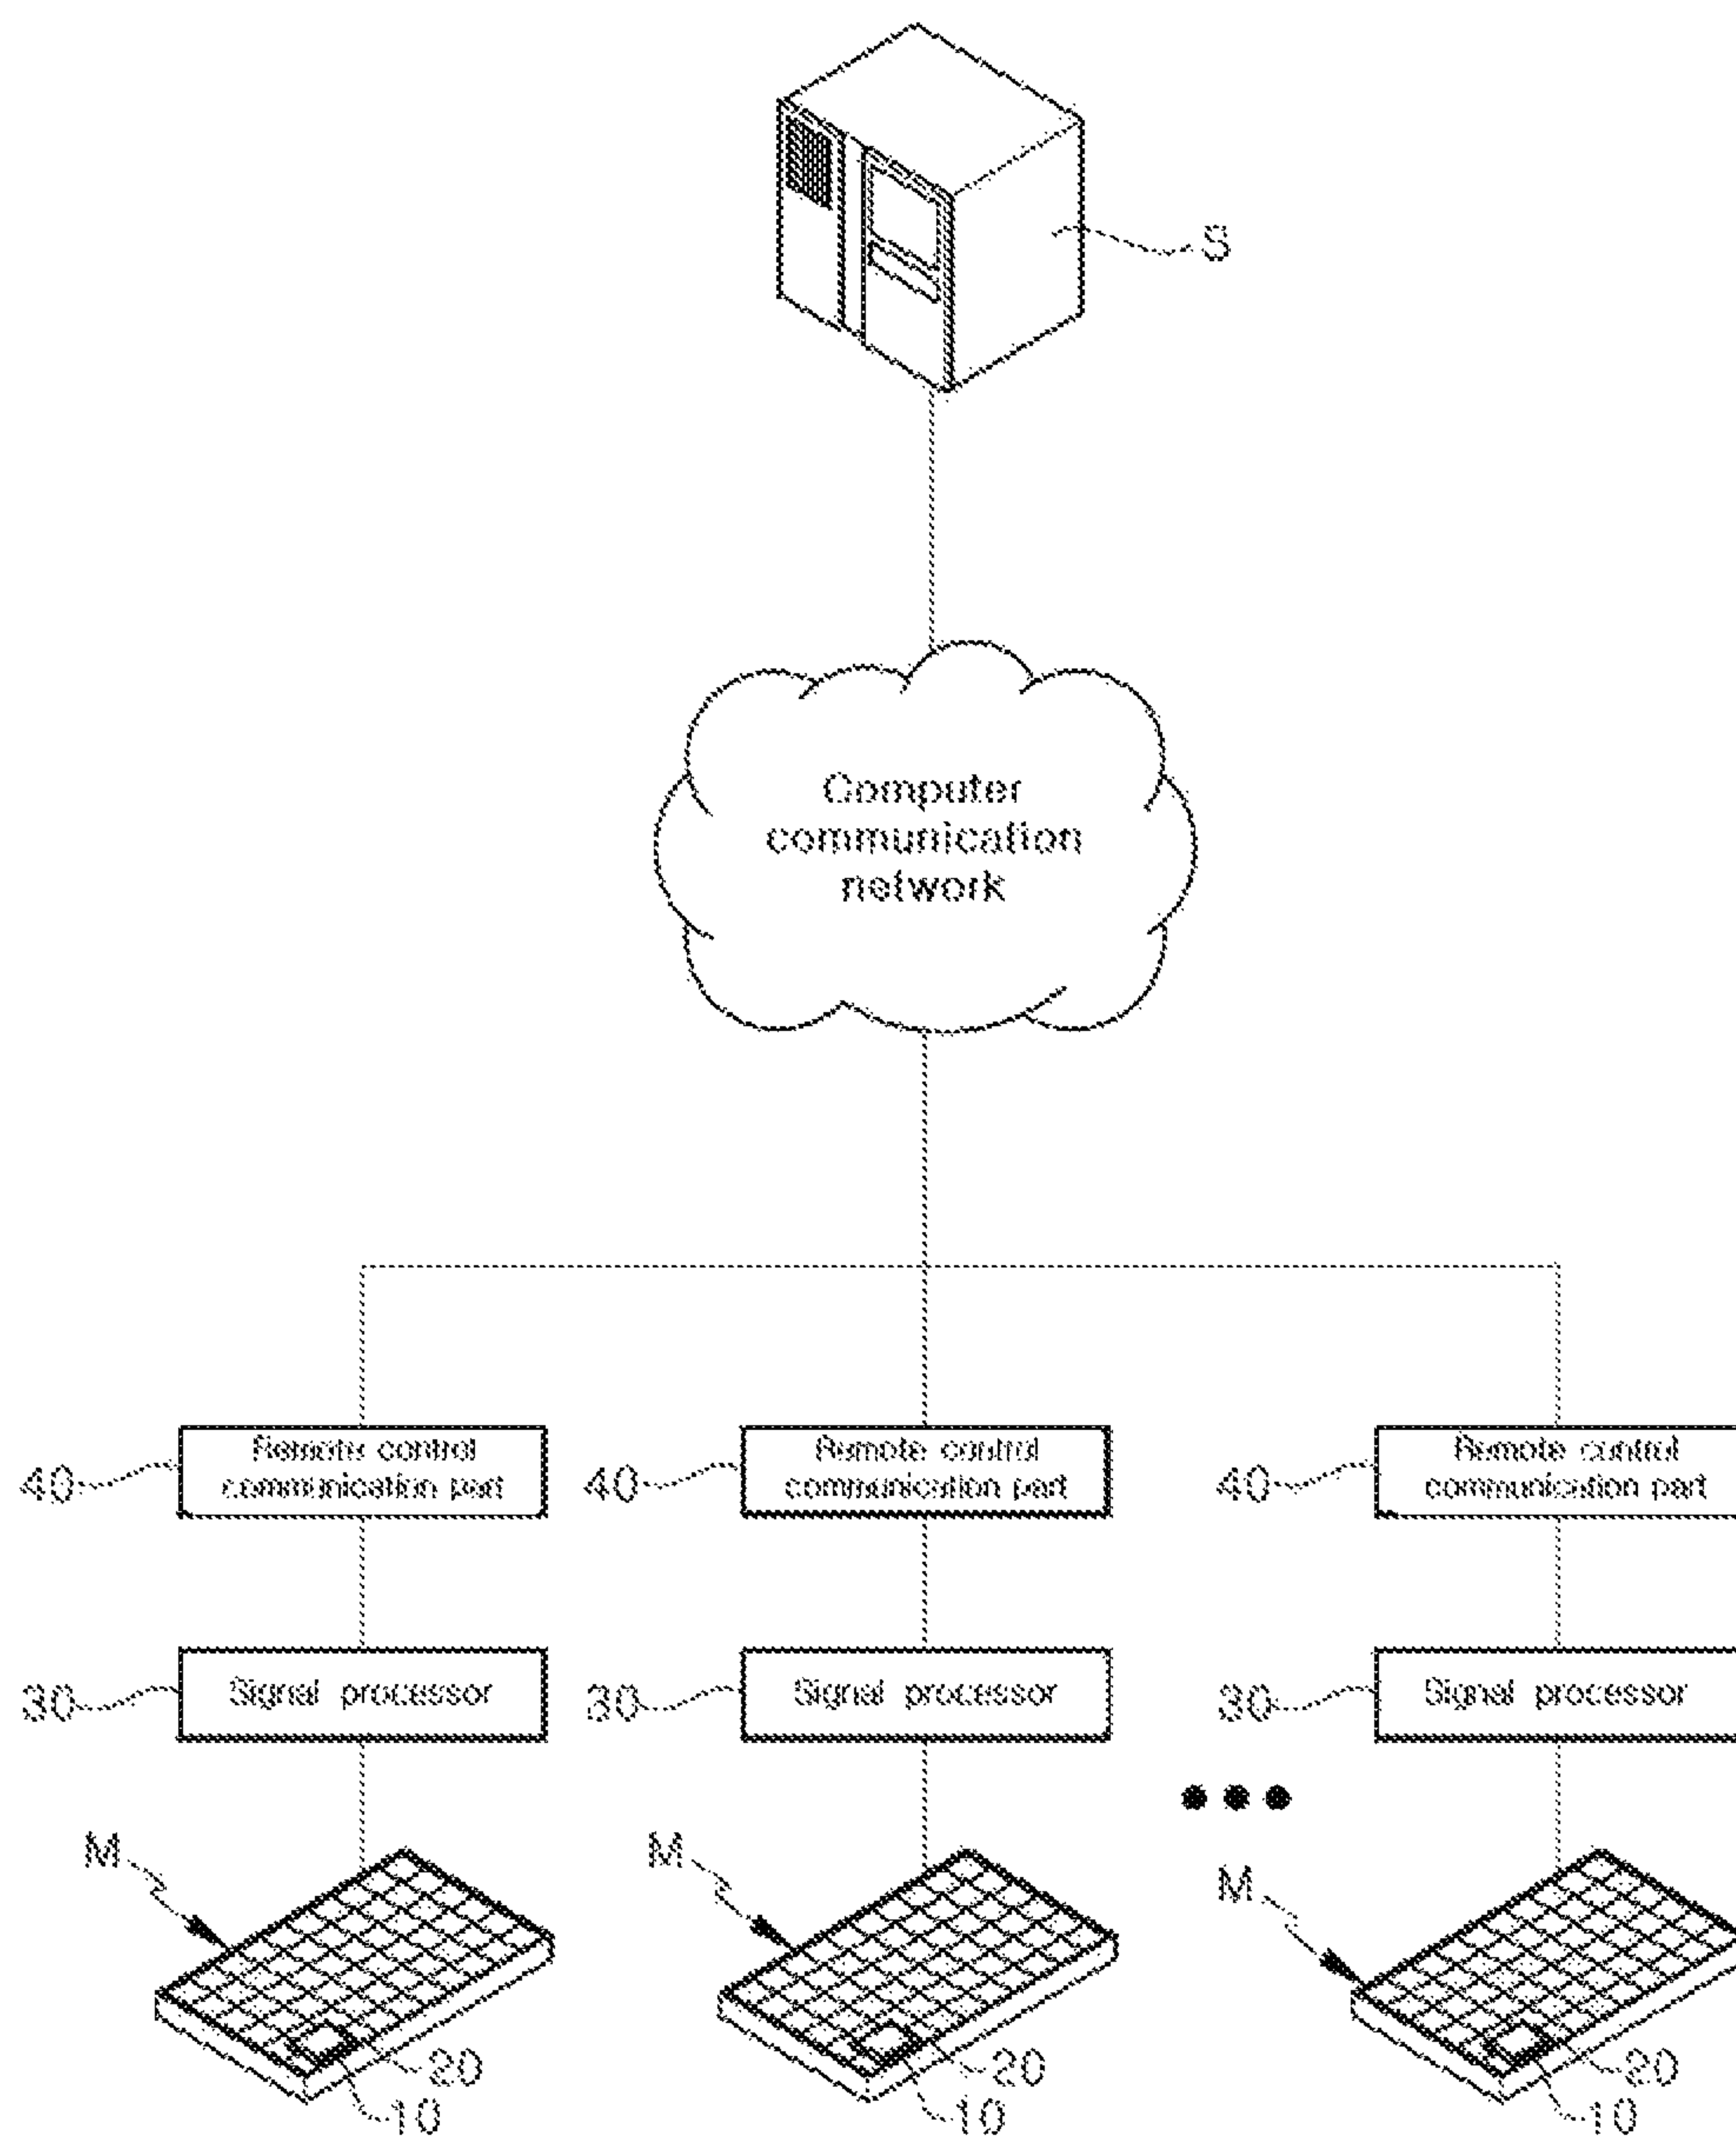 S
Computer
communication
network
40 Remote control communication part
40 Remote control communication part
40 Remote control communication part
30 Signal processor
30 Signal processor
30 Signal processor
M
M
M
20
20
20
10
10
10